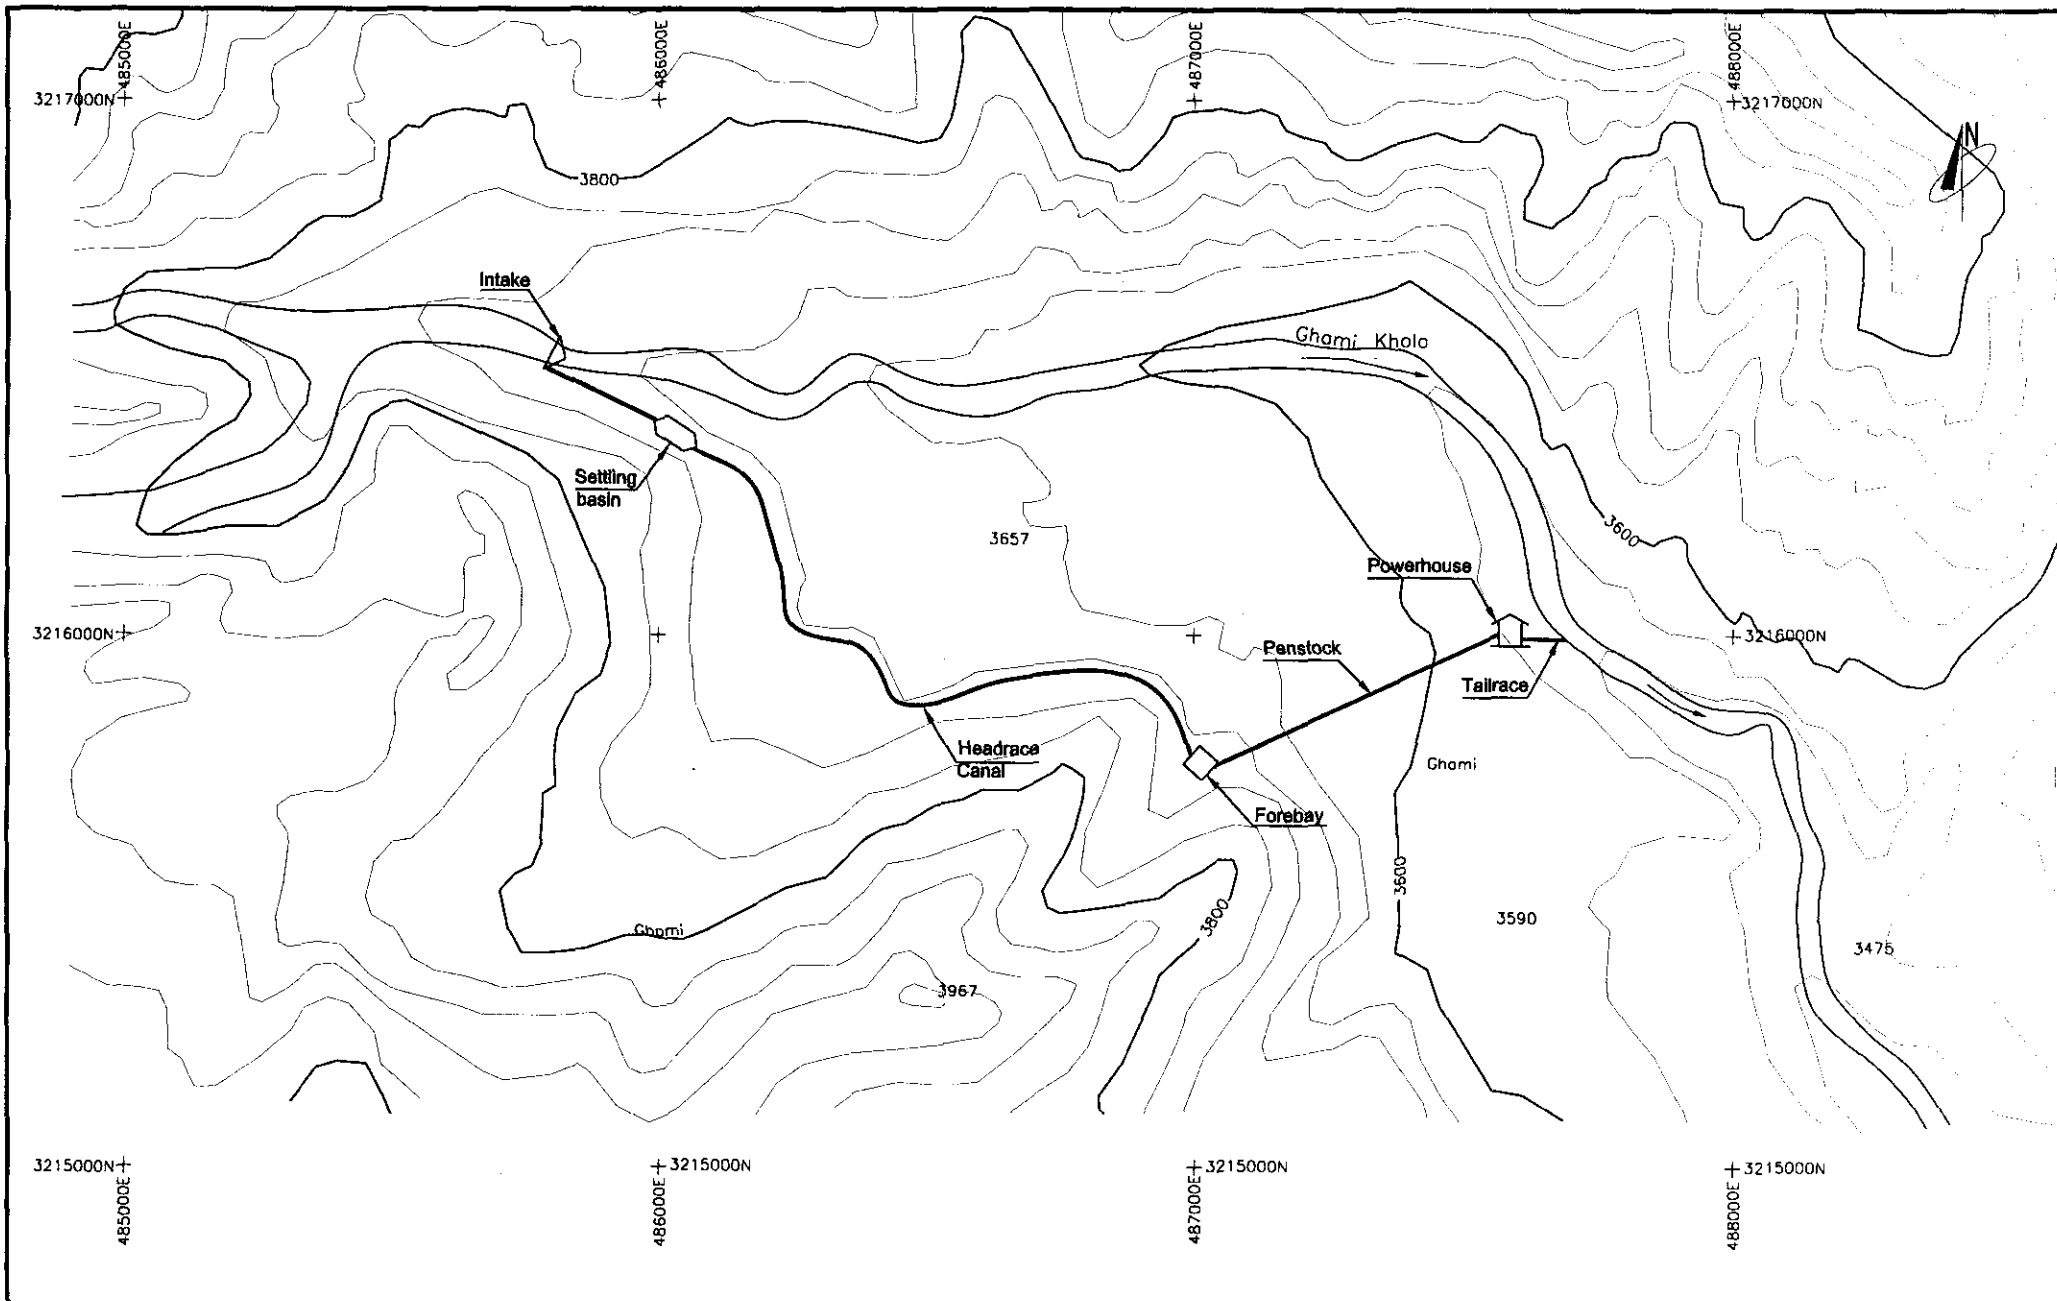 485000E
486000E
487000E
488000E
3217000N
3217000N
N
3800
Intake
Ghami Khola
Settling
basin
3657
3600
Powerhouse
3216000N
3216000N
Penstock
Tailrace
Headrace
Canal
Ghami
Forebay
3600
3800
3590
Ghami
3475
3967
3215000N
3215000N
3215000N
3215000N
485000E
486000E
487000E
488000E